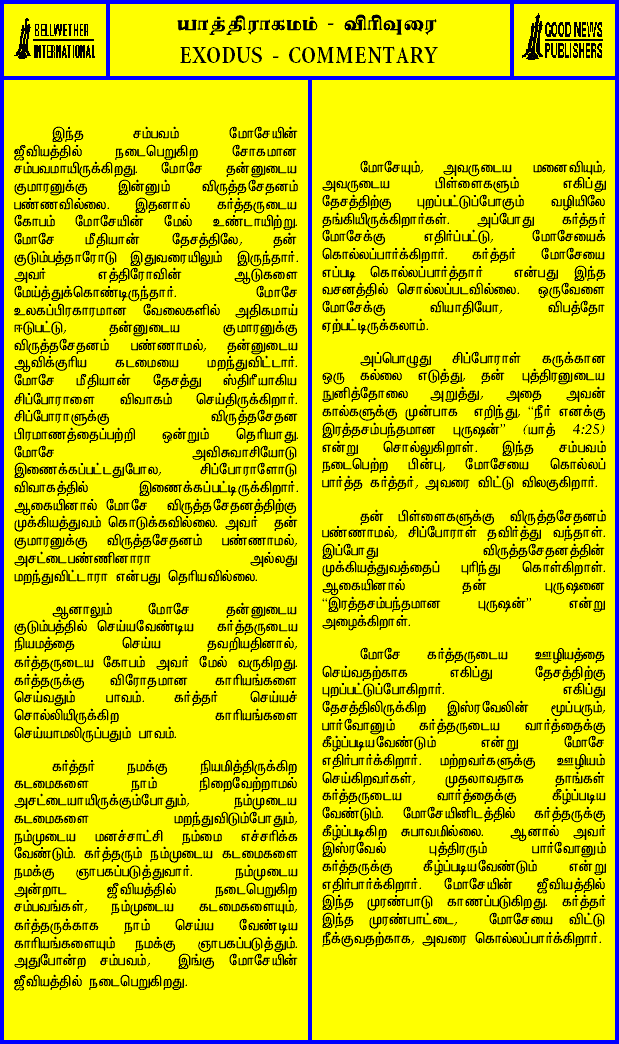 BELLWETHER
INTERNATIONAL
யாத்திராகமம் - விரிவுரை
EXODUS - COMMENTARY
GOOD NEWS
PUBLISHERS
இந்த சம்பவம் மோசேயின்
ஜீவியத்தில் நடைபெறுகிற சோகமான
சம்பவமாயிருக்கிறது. மோசே தன்னுடைய
குமாரனுக்கு இன்னும் விருத்தசேதனம்
பண்ணவில்லை. இதனால் கர்த்தருடைய
கோபம் மோசேயின் மேல் உண்டாயிற்று.
மோசே மீதியான் தேசத்திலே, தன்
குடும்பத்தாரோடு இதுவரையிலும் இருந்தார்.
அவர் எத்திரோவின் ஆடுகளை
மேய்த்துக்கொண்டிருந்தார். மோசே
உலகப்பிரகாரமான வேலைகளில் அதிகமாய்
ஈடுபட்டு, தன்னுடைய குமாரனுக்கு
விருத்தசேதனம் பண்ணாமல், தன்னுடைய
ஆவிக்குரிய கடமையை மறந்துவிட்டார்.
மோசே மீதியான் தேசத்து ஸ்திரீயாகிய
சிப்போராளை விவாகம் செய்திருக்கிறார்.
சிப்போராளுக்கு விருத்தசேதன
பிரமாணத்தைப்பற்றி ஒன்றும் தெரியாது.
மோசே அவிசுவாசியோடு
இணைக்கப்பட்டதுபோல, சிப்போராளோடு
விவாகத்தில் இணைக்கப்பட்டிருக்கிறார்.
ஆகையினால் மோசே விருத்தசேதனத்திற்கு
முக்கியத்துவம் கொடுக்கவில்லை. அவர் தன்
குமாரனுக்கு விருத்தசேதனம் பண்ணாமல்,
அசட்டைபண்ணினாரா அல்லது
மறந்துவிட்டாரா என்பது தெரியவில்லை.
ஆனாலும் மோசே தன்னுடைய
குடும்பத்தில் செய்யவேண்டிய கர்த்தருடைய
நியமத்தை செய்ய தவறியதினால்,
கர்த்தருடைய கோபம் அவர் மேல் வருகிறது.
கர்த்தருக்கு விரோதமான காரியங்களை
செய்வதும் பாவம். கர்த்தர் செய்யச்
சொல்லியிருக்கிற காரியங்களை
செய்யாமலிருப்பதும் பாவம்.
கர்த்தர் நமக்கு நியமித்திருக்கிற
கடமைகளை நாம் நிறைவேற்றாமல்
அசட்டையாயிருக்கும்போதும், நம்முடைய
கடமைகளை மறந்துவிடும்போதும்,
நம்முடைய மனச்சாட்சி நம்மை எச்சரிக்க
வேண்டும். கர்த்தரும் நம்முடைய கடமைகளை
நமக்கு ஞாபகப்படுத்துவார். நம்முடைய
அன்றாட ஜீவியத்தில் நடைபெறுகிற
சம்பவங்கள், நம்முடைய கடமைகளையும்,
கர்த்தருக்காக நாம் செய்ய வேண்டிய
காரியங்களையும் நமக்கு ஞாபகப்படுத்தும்.
அதுபோன்ற சம்பவம், இங்கு மோசேயின்
ஜீவியத்தில் நடைபெறுகிறது.
மோசேயும், அவருடைய மனைவியும்,
அவருடைய பிள்ளைகளும் எகிப்து
தேசத்திற்கு புறப்பட்டுப்போகும் வழியிலே
தங்கியிருக்கிறார்கள். அப்போது கர்த்தர்
மோசேக்கு எதிர்ப்பட்டு, மோசேயைக்
கொல்லப்பார்க்கிறார். கர்த்தர் மோசேயை
எப்படி கொல்லப்பார்த்தார் என்பது இந்த
வசனத்தில் சொல்லப்படவில்லை. ஒருவேளை
மோசேக்கு வியாதியோ, விபத்தோ
ஏற்பட்டிருக்கலாம்.
அப்பொழுது சிப்போராள் கருக்கான
ஒரு கல்லை எடுத்து, தன் புத்திரனுடைய
நுனித்தோலை அறுத்து, அதை அவன்
கால்களுக்கு முன்பாக எறிந்து, "நீர் எனக்கு
இரத்தசம்பந்தமான புருஷன்" (யாத் 4:25)
என்று சொல்லுகிறாள். இந்த சம்பவம்
நடைபெற்ற பின்பு, மோசேயை கொல்லப்
பார்த்த கர்த்தர், அவரை விட்டு விலகுகிறார்.
தன் பிள்ளைகளுக்கு விருத்தசேதனம்
பண்ணாமல், சிப்போராள் தவிர்த்து வந்தாள்.
இப்போது விருத்தசேதனத்தின்
முக்கியத்துவத்தைப் புரிந்து கொள்கிறாள்.
ஆகையினால் தன் புருஷனை
"இரத்தசம்பந்தமான புருஷன்" என்று
அழைக்கிறாள்.
மோசே கர்த்தருடைய ஊழியத்தை
செய்வதற்காக எகிப்து தேசத்திற்கு
புறப்பட்டுப்போகிறார். எகிப்து
தேசத்திலிருக்கிற இஸ்ரவேலின் மூப்பரும்,
பார்வோனும் கர்த்தருடைய வார்த்தைக்கு
கீழ்ப்படியவேண்டும் என்று மோசே
எதிர்பார்க்கிறார். மற்றவர்களுக்கு ஊழியம்
செய்கிறவர்கள், முதலாவதாக தாங்கள்
கர்த்தருடைய வார்த்தைக்கு கீழ்ப்படிய
வேண்டும். மோசேயினிடத்தில் கர்த்தருக்கு
கீழ்ப்படிகிற சுபாவமில்லை. ஆனால் அவர்
இஸ்ரவேல் புத்திரரும் பார்வோனும்
கர்த்தருக்கு கீழ்ப்படியவேண்டும் என்று
எதிர்பார்க்கிறார். மோசேயின் ஜீவியத்தில்
இந்த முரண்பாடு காணப்படுகிறது. கர்த்தர்
இந்த முரண்பாட்டை, மோசேயை விட்டு
நீக்குவதற்காக, அவரை கொல்லப்பார்க்கிறார்.